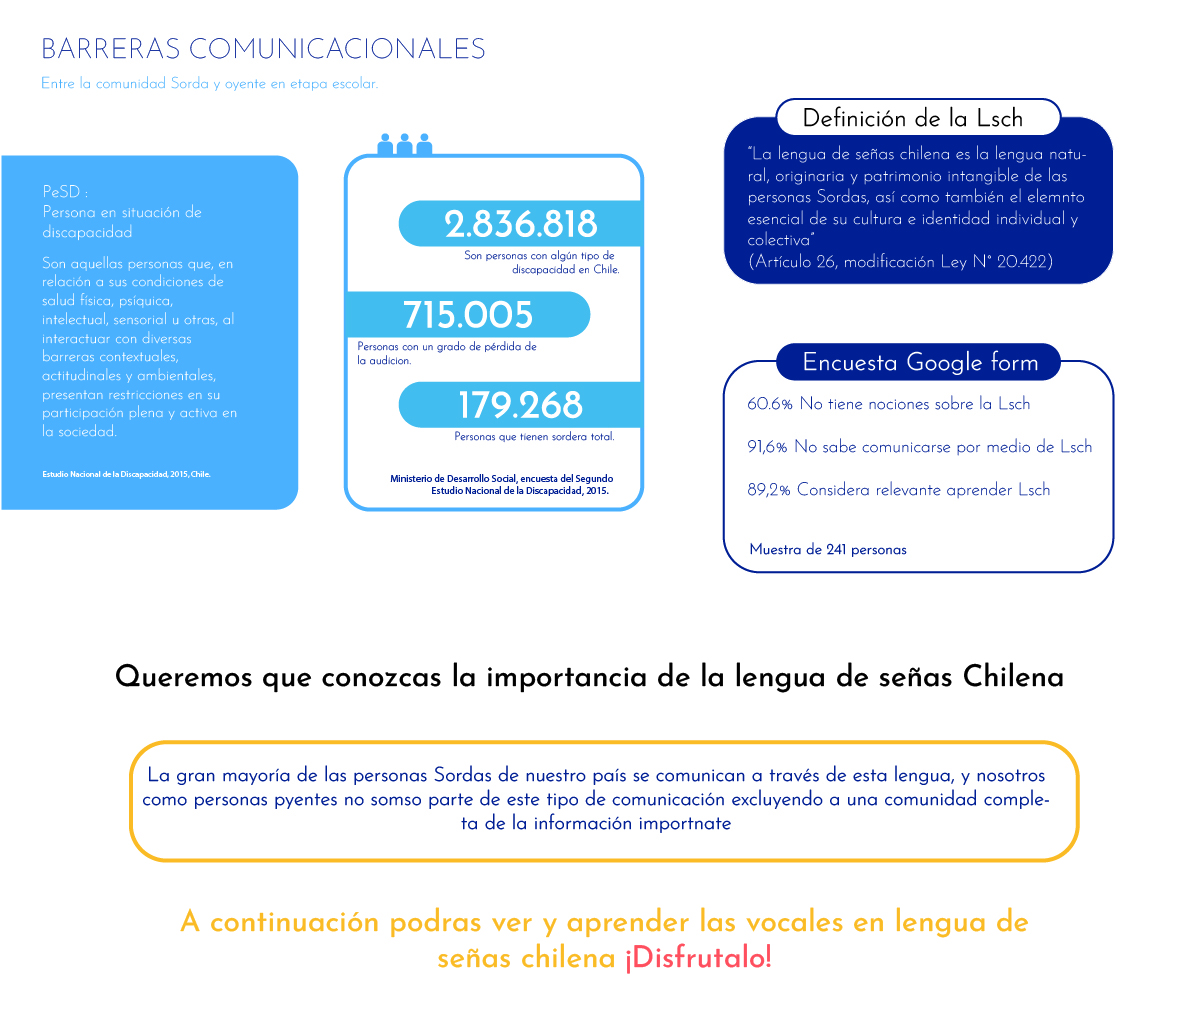 BARRERAS COMUNICACIONALES
Entre la comunidad Sorda y oyente en etapa escolar.
PeSD :
Persona en situación de
discapacidad
Son aquellas personas que, en
relación a sus condiciones de
salud física, psíquica,
intelectual, sensorial u otras, al
interactuar con diversas
barreras contextuales,
actitudinales y ambientales,
presentan restricciones en su
participación plena y activa en
la sociedad.
Estudio Nacional de la Discapacidad, 2015, Chile.
2.836.818
Son personas con algún tipo de
discapacidad en Chile.
715.005
Personas con un grado de pérdida de
la audicion.
179.268
Personas que tienen sordera total.
Ministerio de Desarrollo Social, encuesta del Segundo
Estudio Nacional de la Discapacidad, 2015.
Definición de la Lsch
"La lengua de señas chilena es la lengua natu-
ral, originaria y patrimonio intangible de las
personas Sordas, así como también el elemnto
esencial de su cultura e identidad individual y
colectiva"
(Artículo 26, modificación Ley N° 20.422)
Encuesta Google form
60.6% No tiene nociones sobre la Lsch
91,6% No sabe comunicarse por medio de Lsch
89,2% Considera relevante aprender Lsch
Muestra de 241 personas
Queremos que conozcas la importancia de la lengua de señas Chilena
La gran mayoría de las personas Sordas de nuestro país se comunican a través de esta lengua, y nosotros
como personas pyentes no somso parte de este tipo de comunicación excluyendo a una comunidad comple-
ta de la información importnate
A continuación podras ver y aprender las vocales en lengua de
señas chilena ¡Disfrutalo!